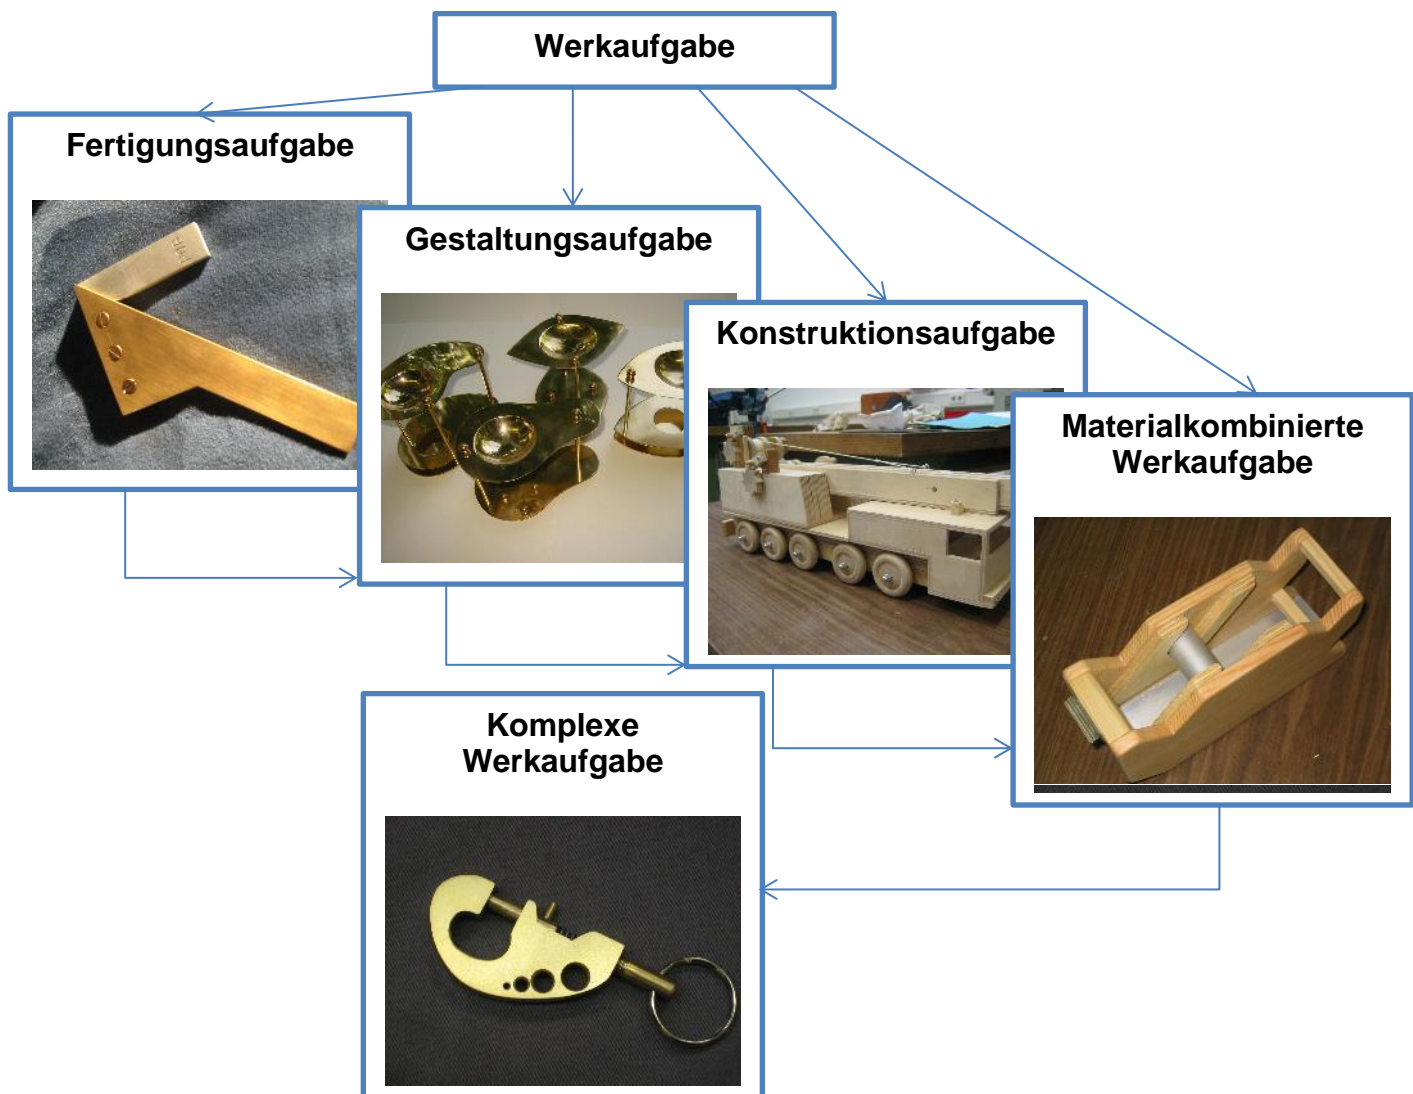 Werkaufgabe
Fertigungsaufgabe
Gestaltungsaufgabe
Konstruktionsaufgabe
Materialkombinierte
Werkaufgabe
Komplexe
Werkaufgabe